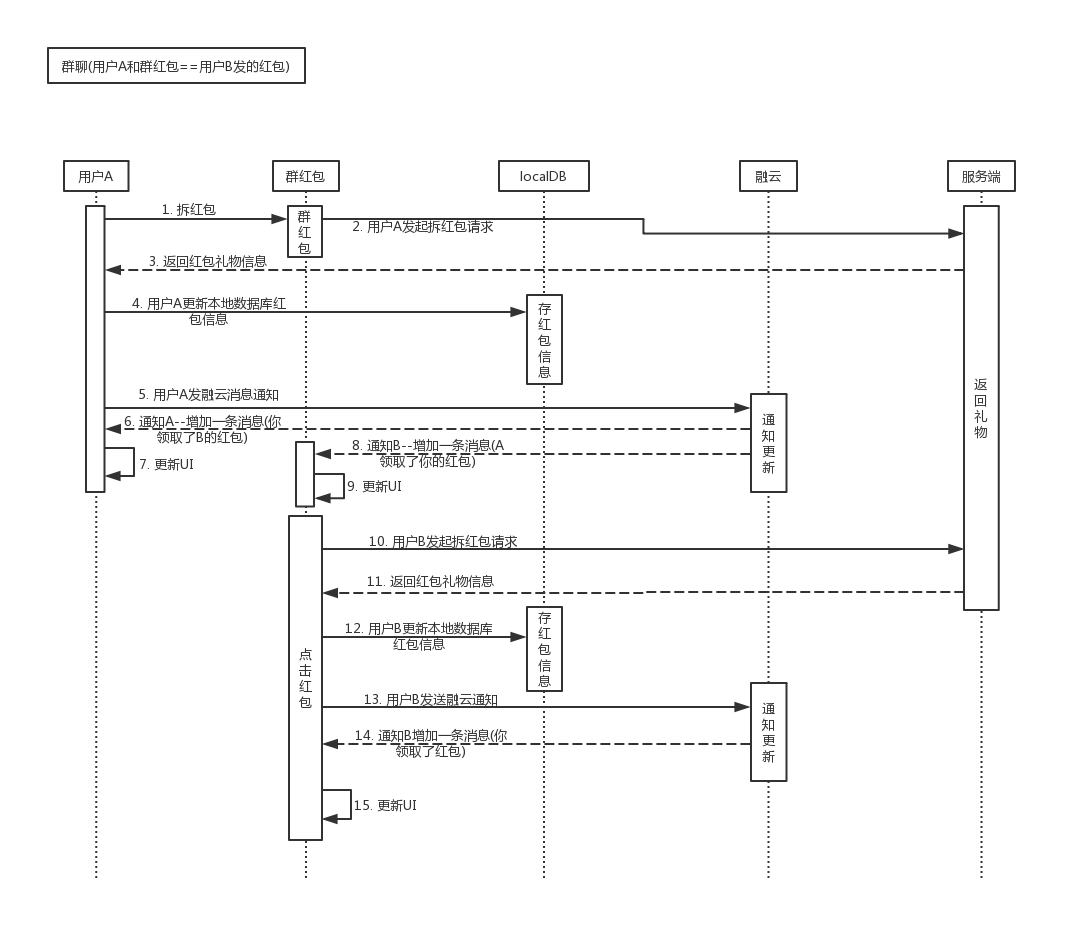 群聊(用户A和群红包==用户B发的红包)
用户A
群红包
localDB
融云
服务端
1. 拆红包
群
红
包
2. 用户A发起拆红包请求
3. 返回红包礼物信息
4. 用户A更新本地数据库红
包信息
存
红
包
信
息
5. 用户A发融云消息通知
6. 通知A--增加一条消息(你
领取了B的红包)
通
知
更
新
返
回
礼
物
7. 更新UI
8. 通知B--增加一条消息(A
领取了你的红包)
9. 更新UI
10. 用户B发起拆红包请求
11. 返回红包礼物信息
12. 用户B更新本地数据库
红包信息
存
红
包
信
息
点
击
红
包
13. 用户B发送融云通知
14. 通知B增加一条消息(你
领取了红包)
通
知
更
新
15. 更新UI